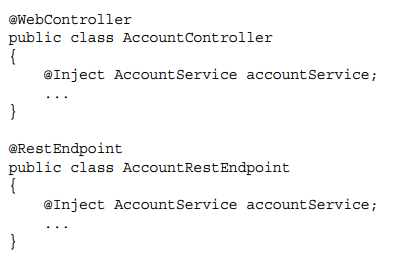 @WebController
public class AccountController
{
    @Inject AccountService accountService;
    ...
}

@RestEndpoint
public class AccountRestEndpoint
{
    @Inject AccountService accountService;
    ...
}